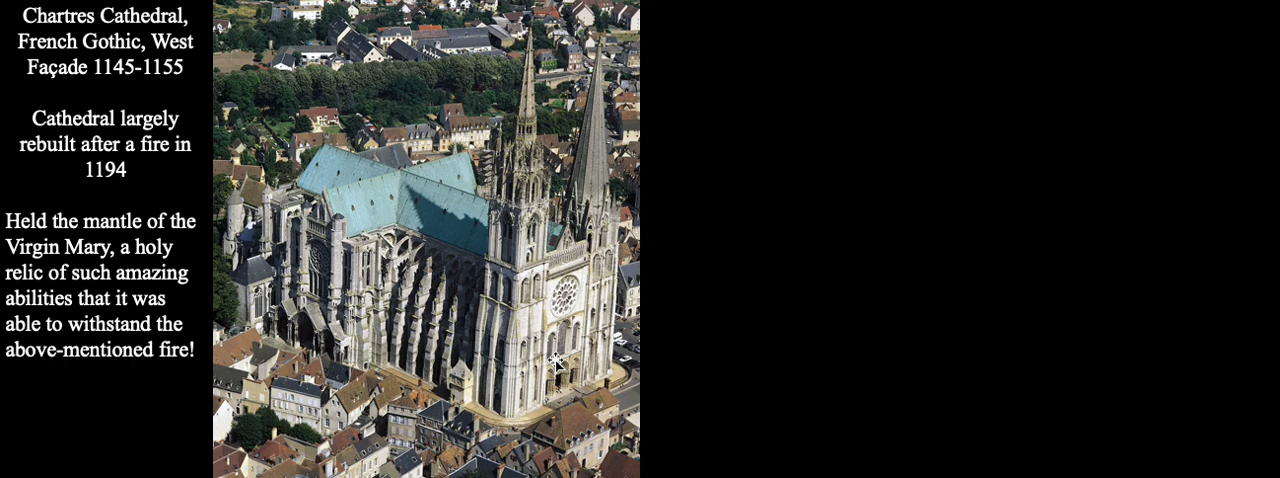 Chartres Cathedral,
French Gothic, West
Façade 1145-1155
Cathedral largely
rebuilt after a fire in
1194
Held the mantle of the
Virgin Mary, a holy
relic of such amazing
abilities that it was
able to withstand the
above-mentioned fire!